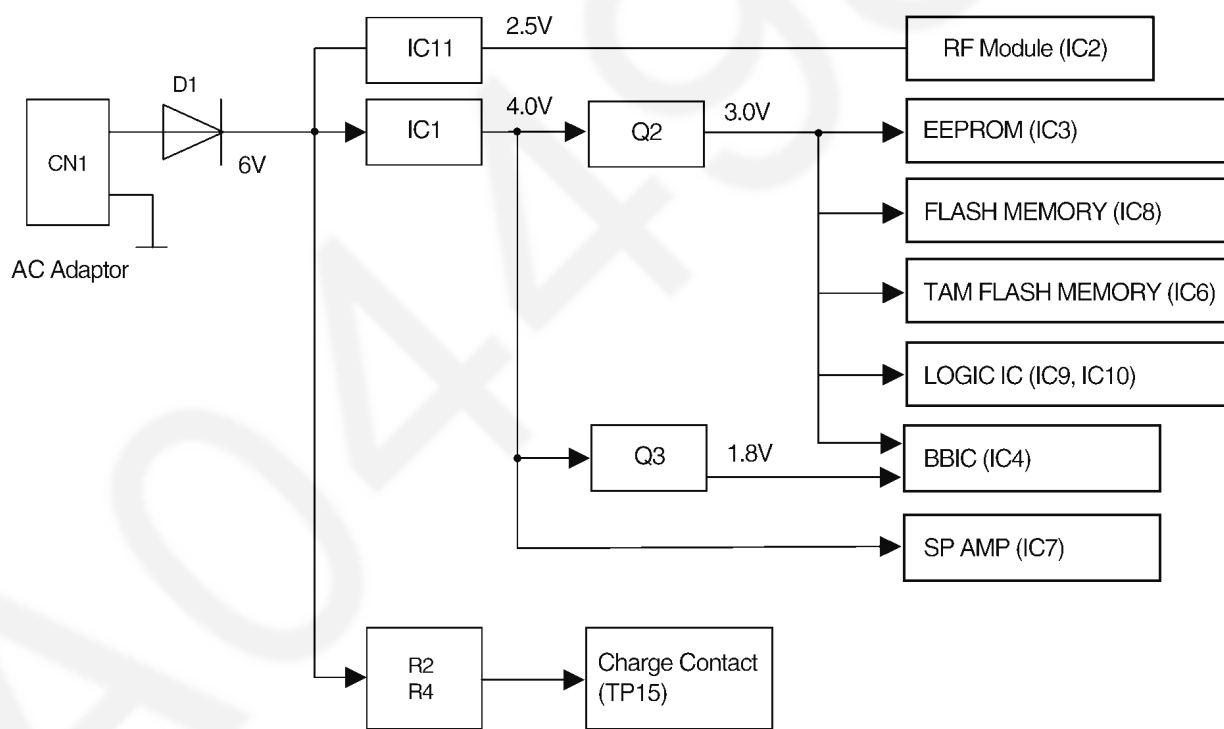 IC11
2.5V
RF Module (IC2)
D1
CN1
6V
IC1
4.0V
Q2
3.0V
EEPROM (IC3)
FLASH MEMORY (IC8)
AC Adaptor
TAM FLASH MEMORY (IC6)
LOGIC IC (IC9, IC10)
Q3
1.8V
BBIC (IC4)
SP AMP (IC7)
R2
R4
Charge Contact
(TP15)